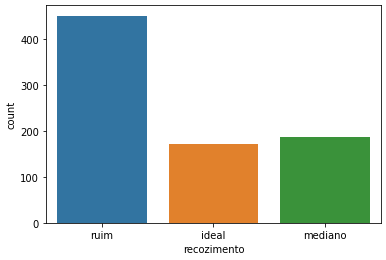 400
300
200
100
0
count
ruim
ideal
mediano
recozimento